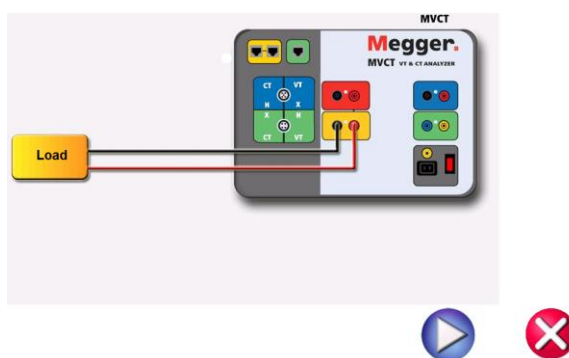 MVCT
Megger.
MVCT VT & CT ANALYZER
CT VT
H X
X H
CT VT
Load